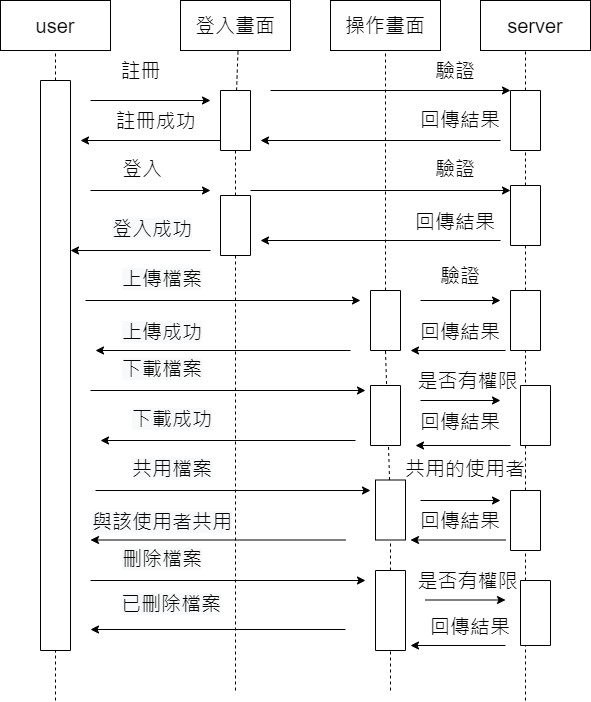 user
登入畫面
操作畫面
server
註冊
驗證
註冊成功
回傳結果
登入
驗證
登入成功
回傳結果
上傳檔案
驗證
上傳成功
回傳結果
下載檔案
是否有權限
下載成功
回傳結果
共用檔案
共用的使用者
與該使用者共用
回傳結果
刪除檔案
是否有權限
已刪除檔案
回傳結果